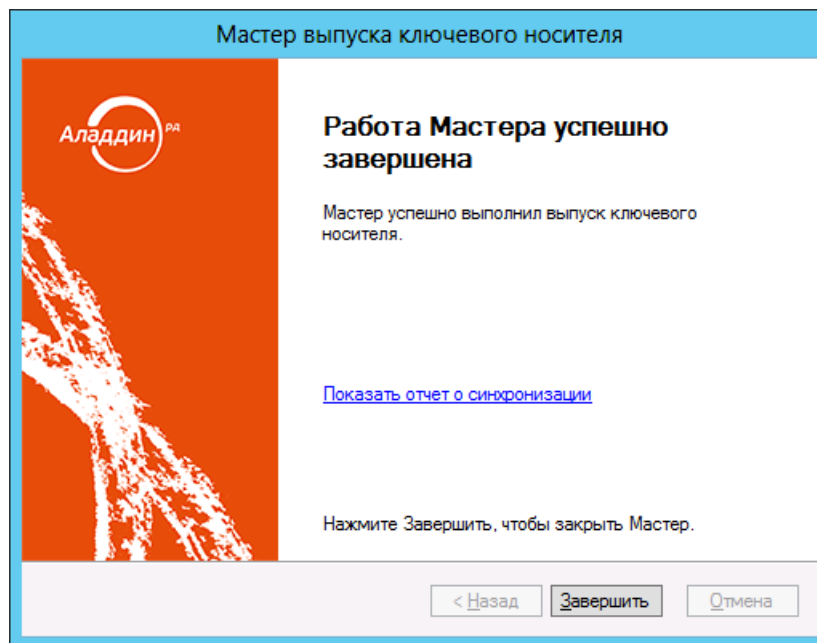 Мастер выпуска ключевого носителя
Аладдин РД
Работа Мастера успешно
завершена
Мастер успешно выполнил выпуск ключевого
носителя.
Показать отчет о синхронизации
Нажмите Завершить, чтобы закрыть Мастер.
< Назад Завершить Отмена